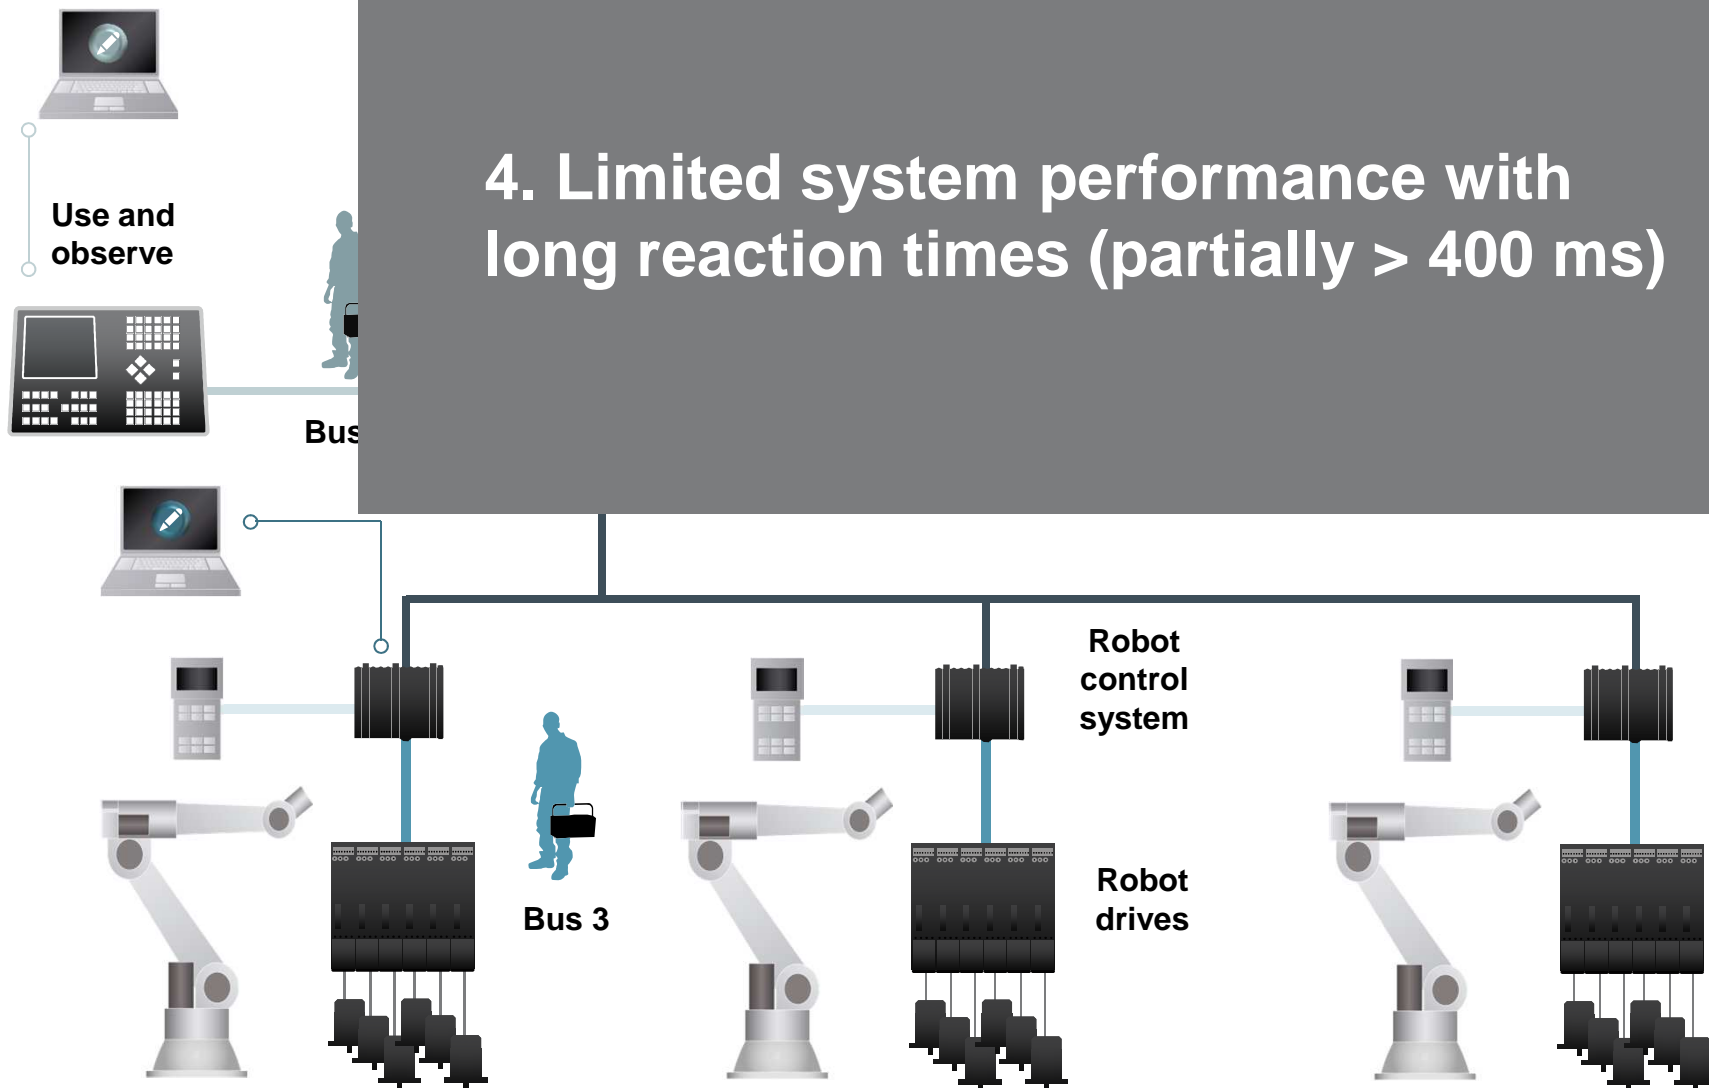 4. Limited system performance with
long reaction times (partially > 400 ms)
Use and
observe
Bus
Robot
control
system
Robot
drives
Bus 3